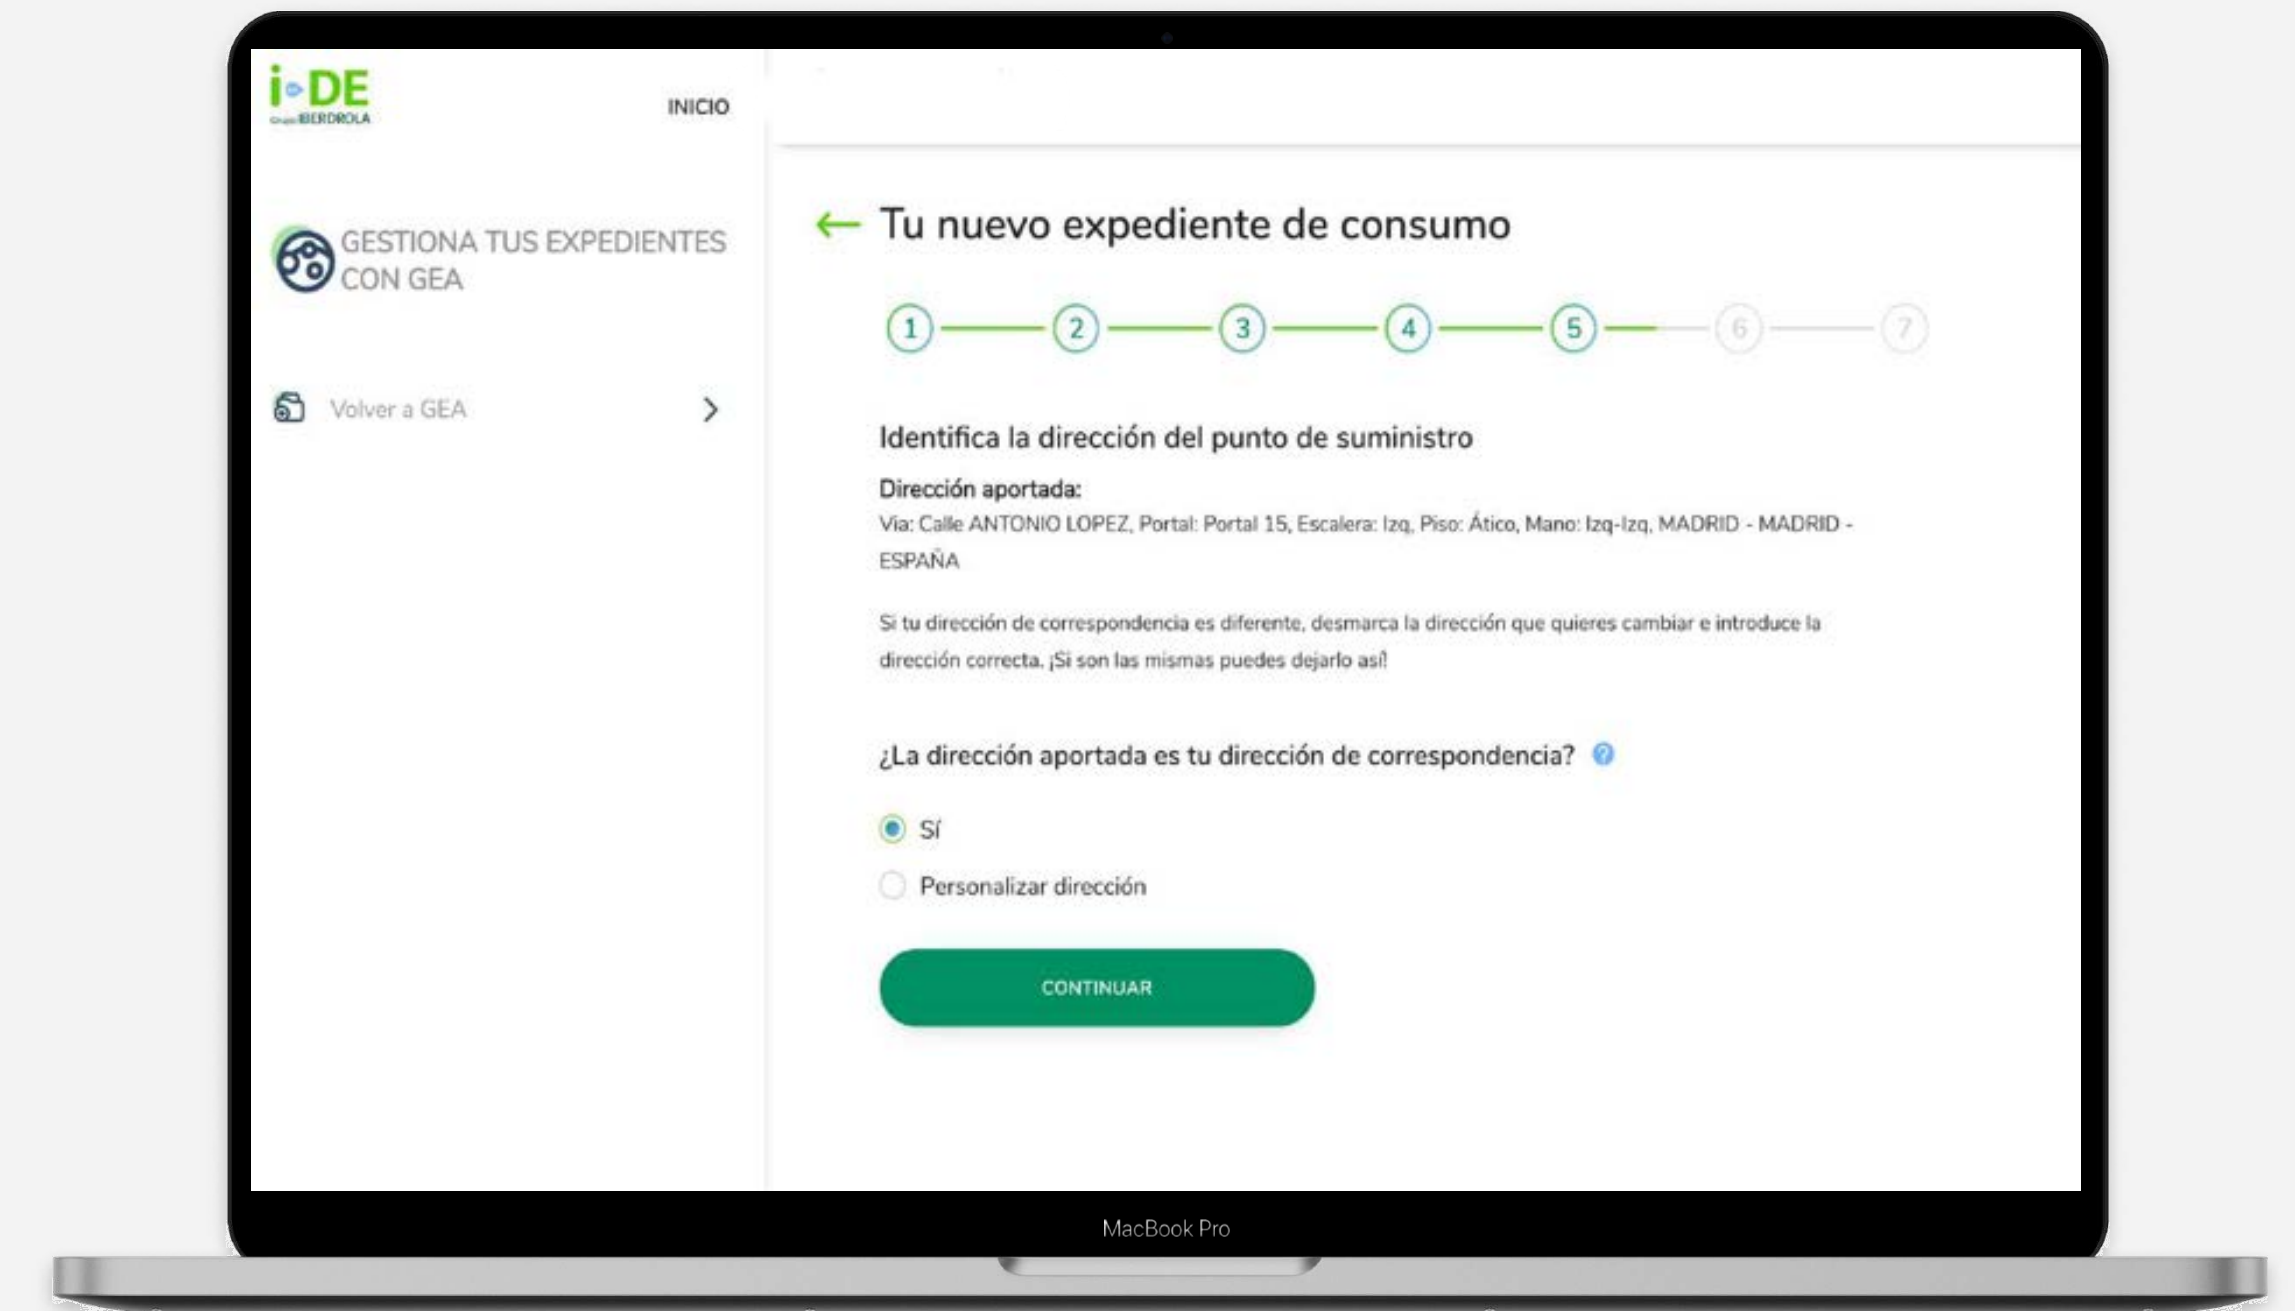 i-DE
Grupo IBERDROLA
INICIO
GESTIONA TUS EXPEDIENTES
CON GEA
Volver a GEA
Tu nuevo expediente de consumo
1 2 3 4 5 6 7
Identifica la dirección del punto de suministro
Dirección aportada:
Via: Calle ANTONIO LOPEZ, Portal: Portal 15, Escalera: Izq, Piso: Ático, Mano: Izq-Izq, MADRID - MADRID -
ESPAÑA
Si tu dirección de correspondencia es diferente, desmarca la dirección que quieres cambiar e introduce la
dirección correcta. ¡Si son las mismas puedes dejarlo así!
¿La dirección aportada es tu dirección de correspondencia? ?
Sí
Personalizar dirección
CONTINUAR
MacBook Pro